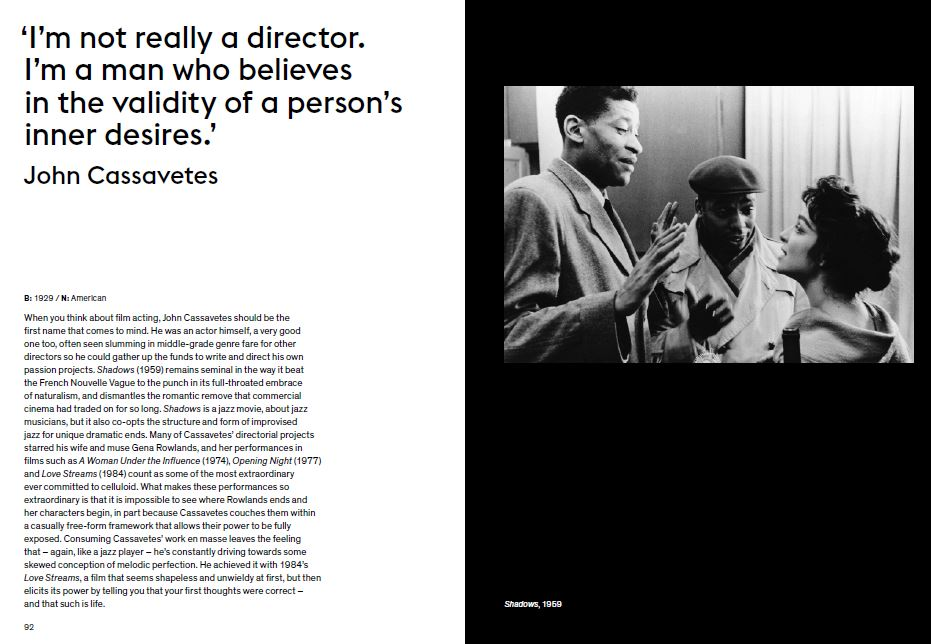 ‘I’m not really a director.
I’m a man who believes
in the validity of a person’s
inner desires.’
John Cassavetes
B: 1929 / N: American
When you think about film acting, John Cassavetes should be the
first name that comes to mind. He was an actor himself, a very good
one too, often seen slumming in middle-grade genre fare for other
directors so he could gather up the funds to write and direct his own
passion projects. Shadows (1959) remains seminal in the way it beat
the French Nouvelle Vague to the punch in its full-throated embrace
of naturalism, and dismantles the romantic remove that commercial
cinema had traded on for so long. Shadows is a jazz movie, about jazz
musicians, but it also co-opts the structure and form of improvised
jazz for unique dramatic ends. Many of Cassavetes’ directorial projects
starred his wife and muse Gena Rowlands, and her performances in
films such as A Woman Under the Influence (1974), Opening Night (1977)
and Love Streams (1984) count as some of the most extraordinary
ever committed to celluloid. What makes these performances so
extraordinary is that it is impossible to see where Rowlands ends and
her characters begin, in part because Cassavetes couches them within
a casually free-form framework that allows their power to be fully
exposed. Consuming Cassavetes’ work en masse leaves the feeling
that – again, like a jazz player – he’s constantly driving towards some
skewed conception of melodic perfection. He achieved it with 1984’s
Love Streams, a film that seems shapeless and unwieldy at first, but then
elicits its power by telling you that your first thoughts were correct –
and that such is life.
92
Shadows, 1959